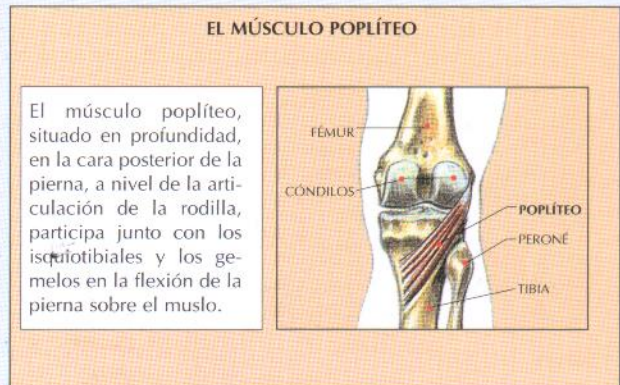 EL MÚSCULO POPLÍTEO
El músculo poplíteo,
situado en profundidad,
en la cara posterior de la
pierna, a nivel de la arti-
culación de la rodilla,
participa junto con los
isquiotibiales y los ge-
melos en la flexión de la
pierna sobre el muslo.
FÉMUR
CÓNDILOS
POPLÍTEO
PERONÉ
TIBIA